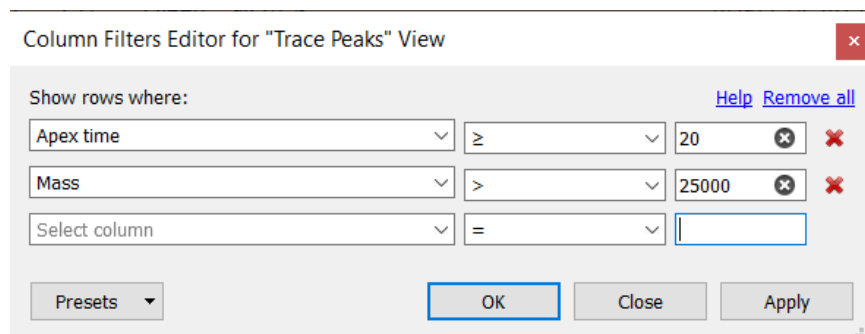 Column Filters Editor for "Trace Peaks" View
Show rows where: Help Remove all
Apex time ≥ 20
Mass > 25000
Select column =
Presets OK Close Apply